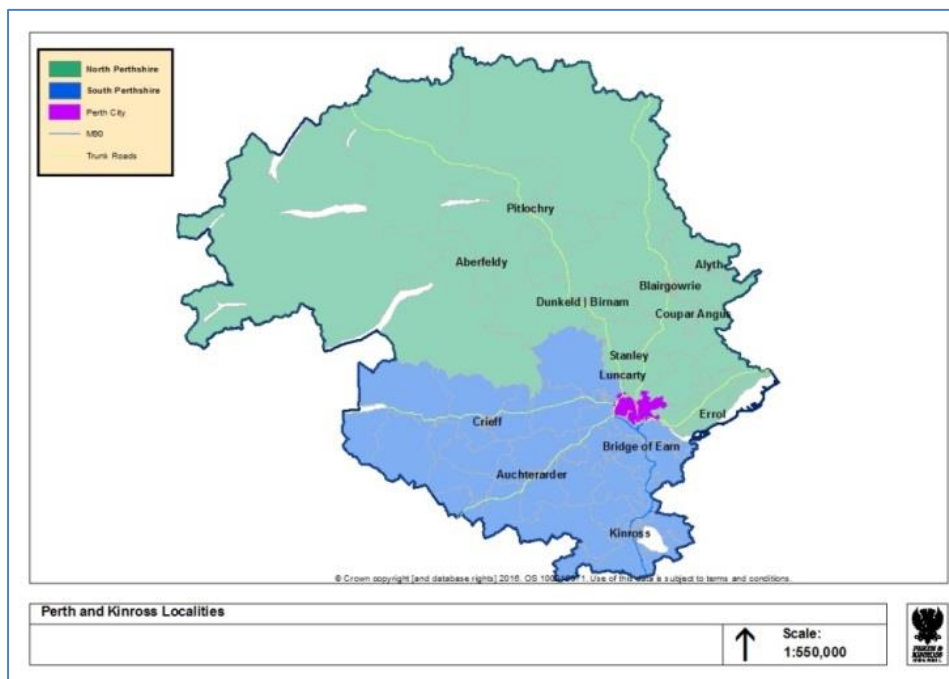 North Perthshire
South Perthshire
Perth City
M90
Trunk Roads
Pitlochry
Aberfeldy
Alyth
Blairgowrie
Dunkeld | Birnam
Coupar Angus
Stanley
Luncarty
Errol
Crieff
Bridge of Earn
Auchterarder
Kinross
© Crown copyright [and database rights] 2016. OS Use of this data is subject to terms and conditions.
Perth and Kinross Localities
Scale:
1:550,000
PERTH &
KINROSS